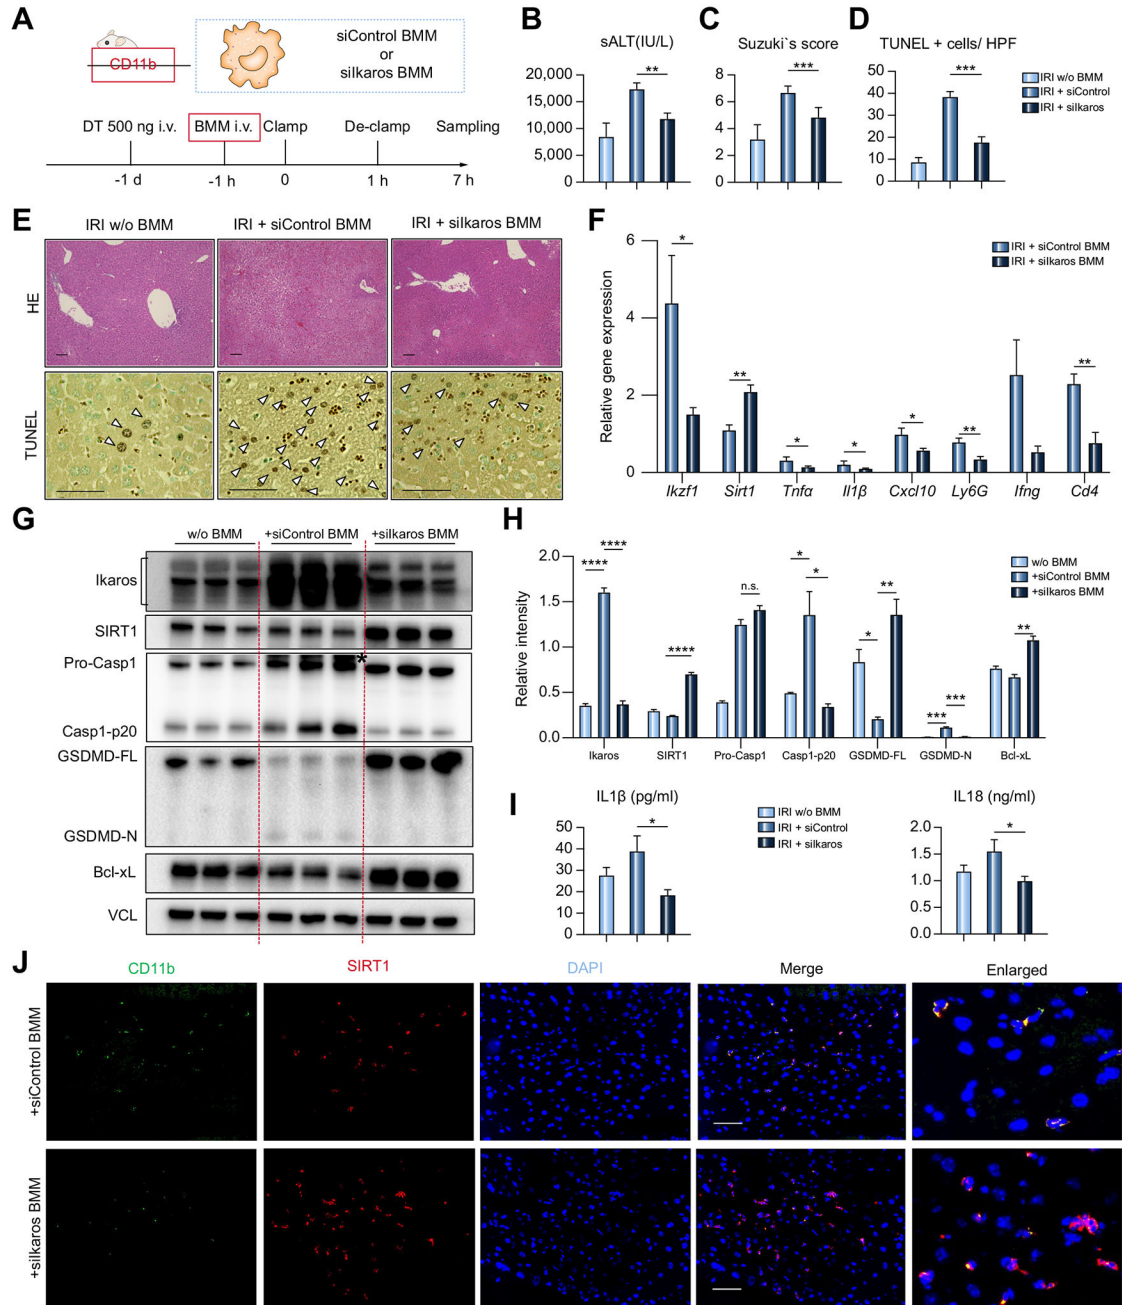 A
CD11b
siControl BMM
or
siIkaros BMM
DT 500 ng i.v.
BMM i.v.
Clamp
De-clamp
Sampling
-1 d
-1 h
0
1 h
7 h
B
sALT(IU/L)
20,000
15,000
10,000
5,000
0
**
C
Suzuki`s score
8
6
4
2
0
***
D
TUNEL + cells/ HPF
50
40
30
20
10
0
***
IRI w/o BMM
IRI + siControl
IRI + siIkaros
E
IRI w/o BMM
IRI + siControl BMM
IRI + siIkaros BMM
HE
TUNEL
F
Relative gene expression
6
4
2
0
* ** * * * ** **
IRI + siControl BMM
IRI + siIkaros BMM
Ikzf1 Sirt1 Tnfα Il1β Cxcl10 Ly6G Ifng Cd4
G
w/o BMM
+siControl BMM
+siIkaros BMM
Ikaros
SIRT1
Pro-Casp1
*
Casp1-p20
GSDMD-FL
GSDMD-N
Bcl-xL
VCL
H
Relative intensity
2.0
1.5
1.0
0.5
0.0
**** **** **** n.s. * * * ** *** *** **
w/o BMM
+siControl BMM
+siIkaros BMM
Ikaros SIRT1 Pro-Casp1 Casp1-p20 GSDMD-FL GSDMD-N Bcl-xL
I
IL1β (pg/ml)
50
40
30
20
10
0
*
IRI w/o BMM
IRI + siControl
IRI + siIkaros
IL18 (ng/ml)
2.0
1.5
1.0
0.5
0.0
*
J
CD11b
SIRT1
DAPI
Merge
Enlarged
+siControl BMM
+siIkaros BMM